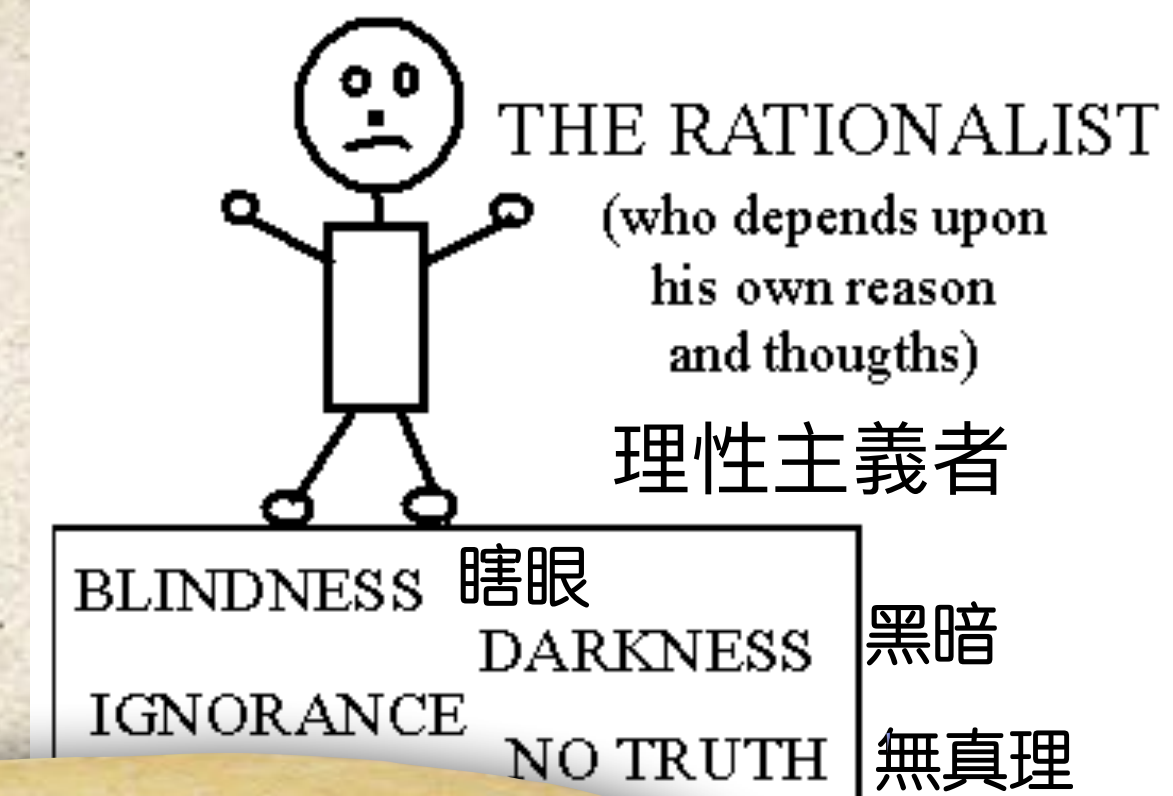 THE RATIONALIST
(who depends upon
his own reason
and thougths)
理性主義者
BLINDNESS 瞎眼
DARKNESS 黑暗
IGNORANCE
NO TRUTH 無真理